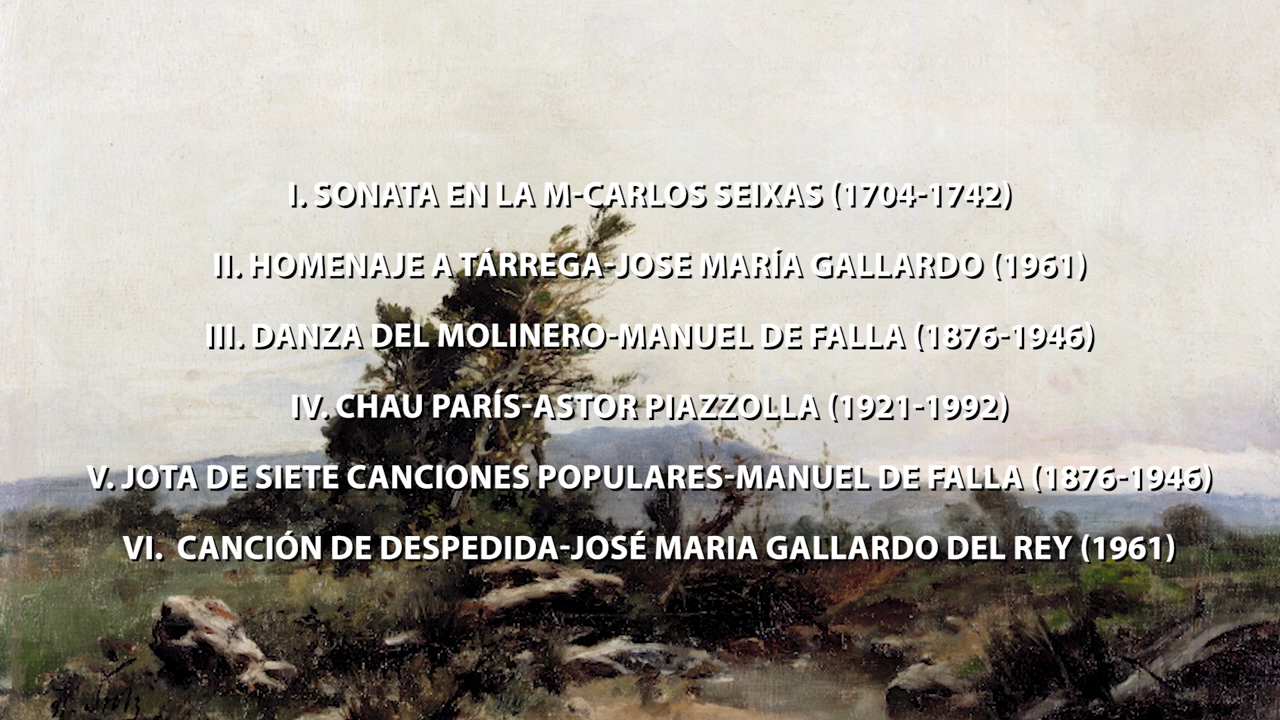 I. SONATA EN LA M-CARLOS SEIXAS (1704-1742)
II. HOMENAJE A TÁRREGA-JOSE MARÍA GALLARDO (1961)
III. DANZA DEL MOLINERO-MANUEL DE FALLA (1876-1946)
IV. CHAU PARÍS-ASTOR PIAZZOLLA (1921-1992)
V. JOTA DE SIETE CANCIONES POPULARES-MANUEL DE FALLA (1876-1946)
VI. CANCIÓN DE DESPEDIDA-JOSÉ MARIA GALLARDO DEL REY (1961)